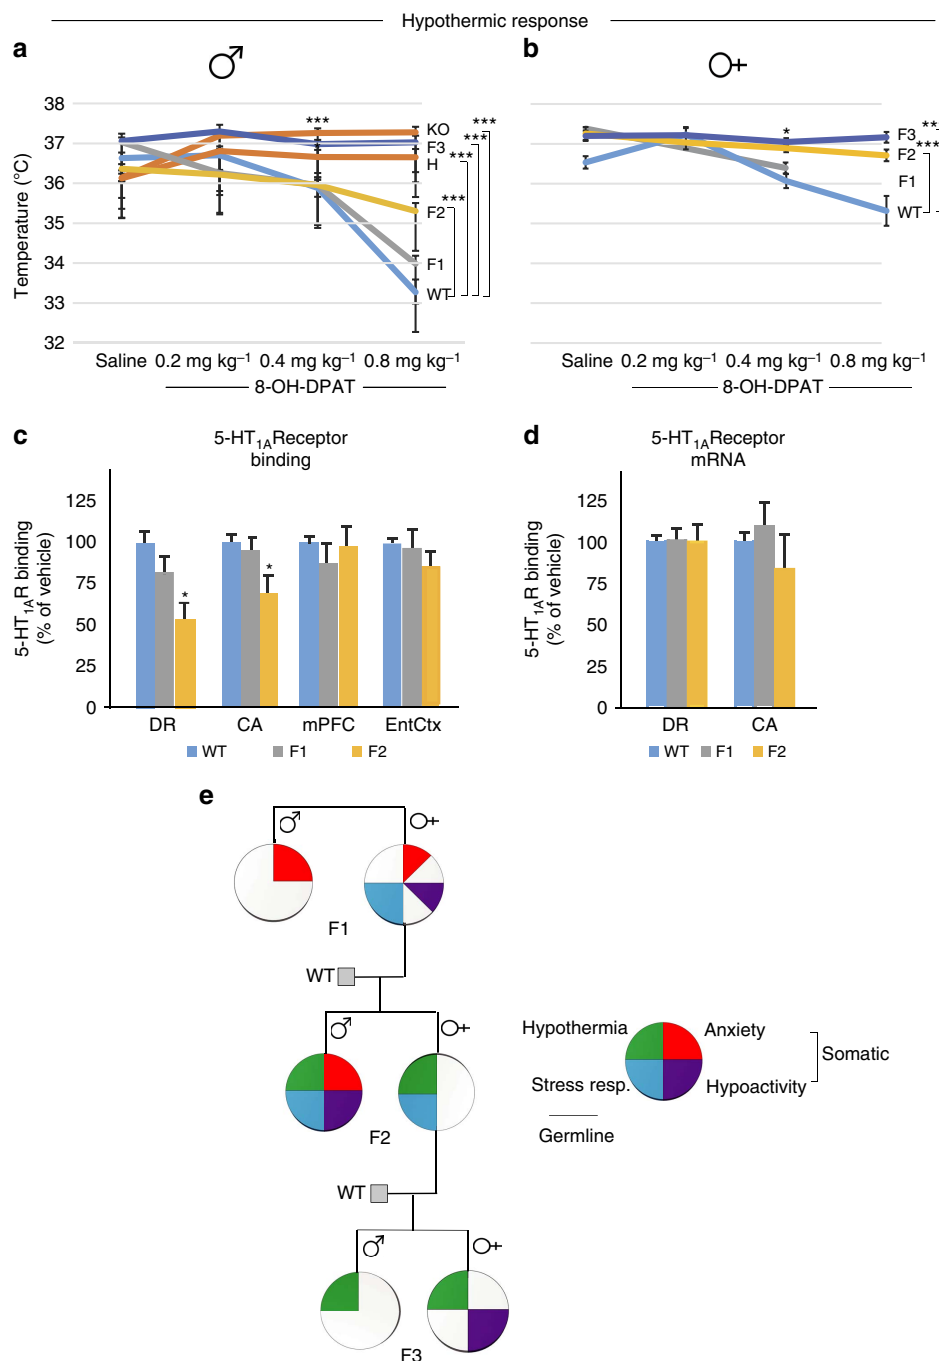 Hypothermic response
a
b
♂
♀
Temperature (°C)
38
37
36
35
34
33
32
***
KO
F3
H
F2
F1
WT
***
***
***
***
*
F3
F2
F1
WT
***
Saline 0.2 mg kg⁻¹ 0.4 mg kg⁻¹ 0.8 mg kg⁻¹
8-OH-DPAT
Saline 0.2 mg kg⁻¹ 0.4 mg kg⁻¹ 0.8 mg kg⁻¹
8-OH-DPAT
c
5-HT1AReceptor
binding
5-HT1AR binding
(% of vehicle)
125
100
75
50
25
0
*
*
DR CA mPFC EntCtx
WT F1 F2
d
5-HT1AReceptor
mRNA
5-HT1AR binding
(% of vehicle)
125
100
75
50
25
0
DR CA
WT F1 F2
e
♂ ♀
F1
WT
♂ ♀
F2
WT
♂ ♀
F3
Hypothermia Anxiety
Somatic
Stress resp. Hypoactivity
Germline